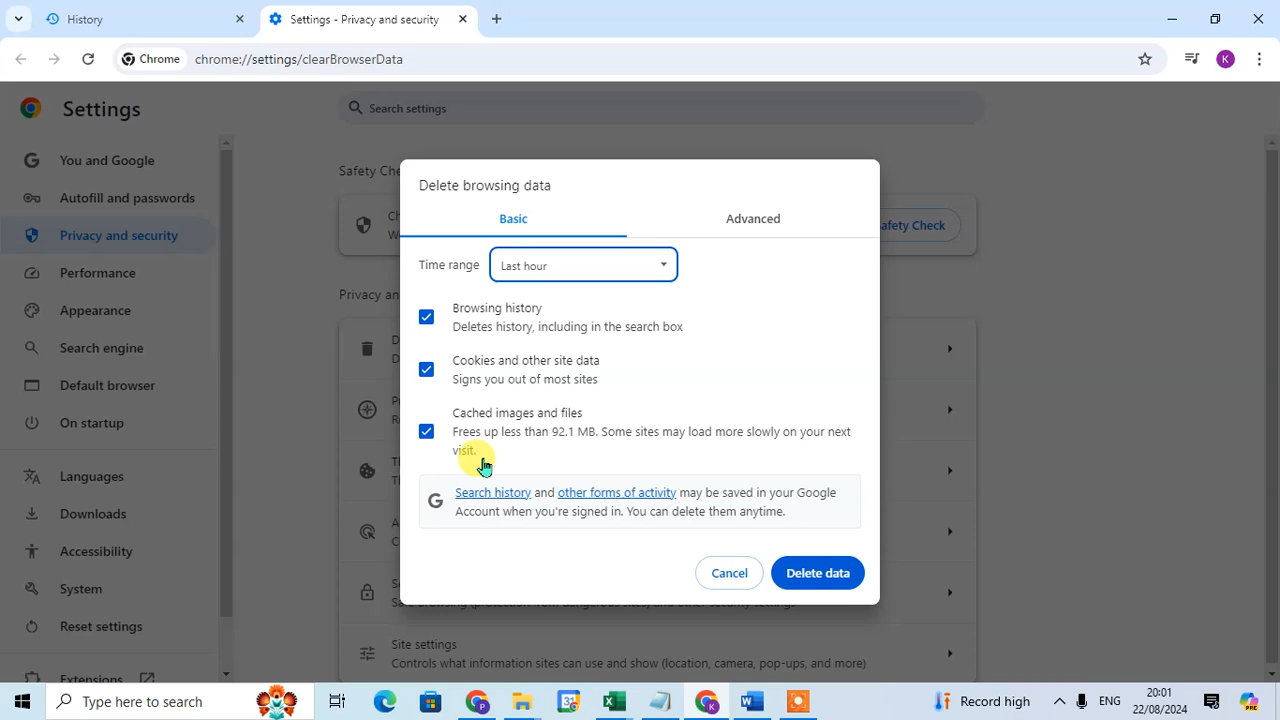 History
Settings - Privacy and security
Chrome
chrome://settings/clearBrowserData
K
Settings
Search settings
You and Google
Autofill and passwords
Privacy and security
Performance
Appearance
Search engine
Default browser
On startup
Languages
Downloads
Accessibility
System
Reset settings
Extensions
Safety Che
afety Check
Privacy an
Delete browsing data
Basic
Advanced
Time range
Last hour
Browsing history
Deletes history, including in the search box
Cookies and other site data
Signs you out of most sites
Cached images and files
Frees up less than 92.1 MB. Some sites may load more slowly on your next
visit.
Search history and other forms of activity may be saved in your Google
Account when you're signed in. You can delete them anytime.
Cancel
Delete data
Site settings
Controls what information sites can use and show (location, camera, pop-ups, and more)
Type here to search
Record high
ENG
20:01
22/08/2024